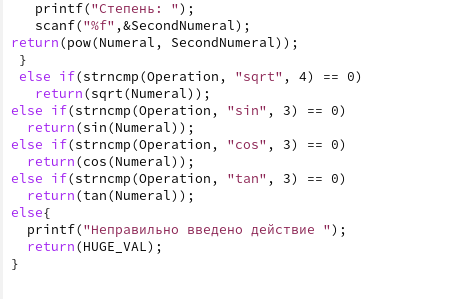 printf("Степень: ");
scanf("%f",&SecondNumeral);
return(pow(Numeral, SecondNumeral));
}
else if(strncmp(Operation, "sqrt", 4) == 0)
return(sqrt(Numeral));
else if(strncmp(Operation, "sin", 3) == 0)
return(sin(Numeral));
else if(strncmp(Operation, "cos", 3) == 0)
return(cos(Numeral));
else if(strncmp(Operation, "tan", 3) == 0)
return(tan(Numeral));
else{
printf("Неправильно введено действие ");
return(HUGE_VAL);
}